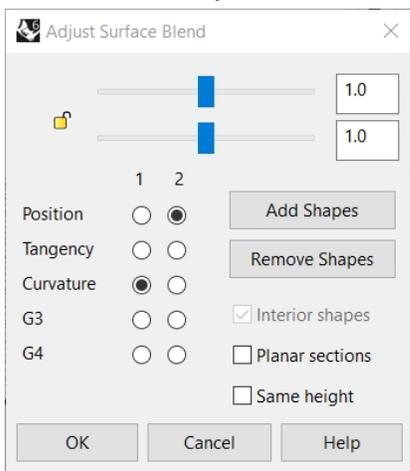 Adjust Surface Blend
1.0
1.0
1 2
Position
Tangency
Curvature
G3
G4
Add Shapes
Remove Shapes
Interior shapes
Planar sections
Same height
OK Cancel Help